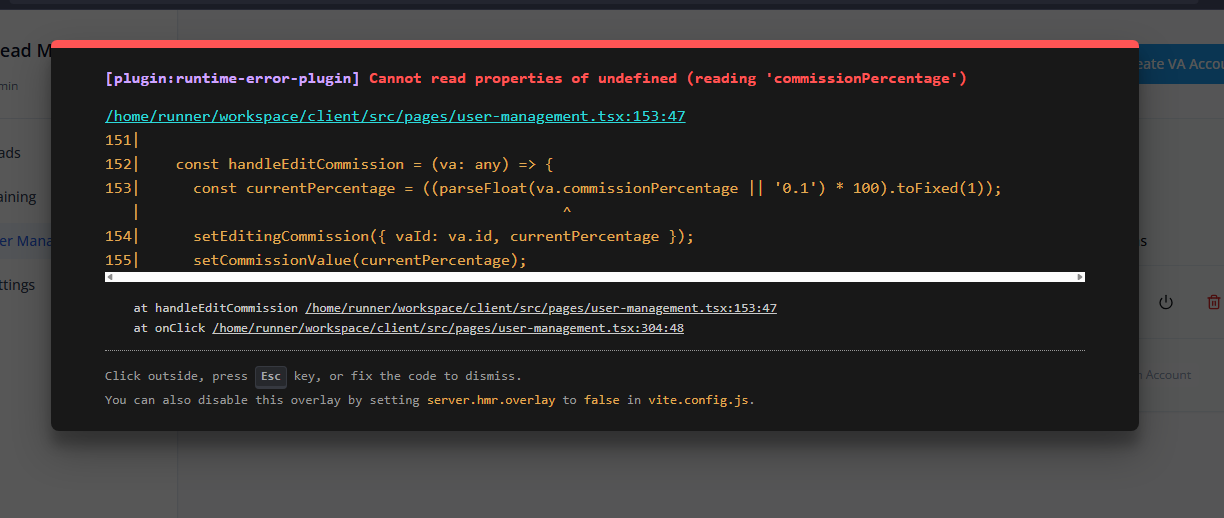 ead M
min
ads
aining
er Mana
ttings
eate VA Accou
s
n Account
[plugin:runtime-error-plugin] Cannot read properties of undefined (reading 'commissionPercentage')
/home/runner/workspace/client/src/pages/user-management.tsx:153:47
151|
152|    const handleEditCommission = (va: any) => {
153|      const currentPercentage = ((parseFloat(va.commissionPercentage || '0.1') * 100).toFixed(1));
   |                                                ^
154|      setEditingCommission({ vaId: va.id, currentPercentage });
155|      setCommissionValue(currentPercentage);
at handleEditCommission /home/runner/workspace/client/src/pages/user-management.tsx:153:47
at onClick /home/runner/workspace/client/src/pages/user-management.tsx:304:48
Click outside, press Esc key, or fix the code to dismiss.
You can also disable this overlay by setting server.hmr.overlay to false in vite.config.js.